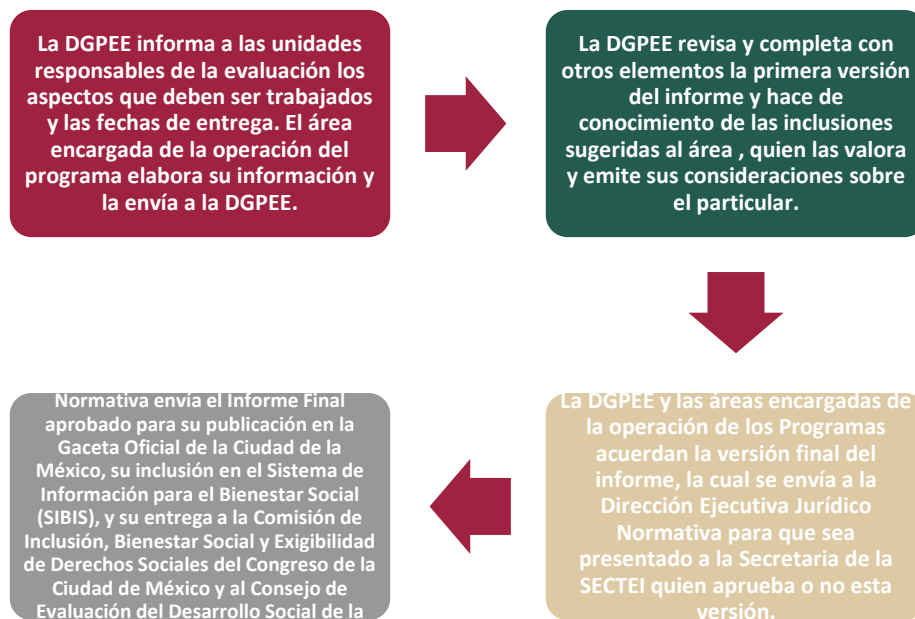 La DGPEE informa a las unidades
responsables de la evaluación los
aspectos que deben ser trabajados
y las fechas de entrega. El área
encargada de la operación del
programa elabora su información y
la envía a la DGPEE.
La DGPEE revisa y completa con
otros elementos la primera versión
del informe y hace de
conocimiento de las inclusiones
sugeridas al área , quien las valora
y emite sus consideraciones sobre
el particular.
La DGPEE y las áreas encargadas de
la operación de los Programas
acuerdan la versión final del
informe, la cual se envía a la
Dirección Ejecutiva Jurídico
Normativa para que sea
presentado a la Secretaria de la
SECTEI quien aprueba o no esta
versión.
Normativa envía el Informe Final
aprobado para su publicación en la
Gaceta Oficial de la Ciudad de la
México, su inclusión en el Sistema de
Información para el Bienestar Social
(SIBIS), y su entrega a la Comisión de
Inclusión, Bienestar Social y Exigibilidad
de Derechos Sociales del Congreso de la
Ciudad de México y al Consejo de
Evaluación del Desarrollo Social de la